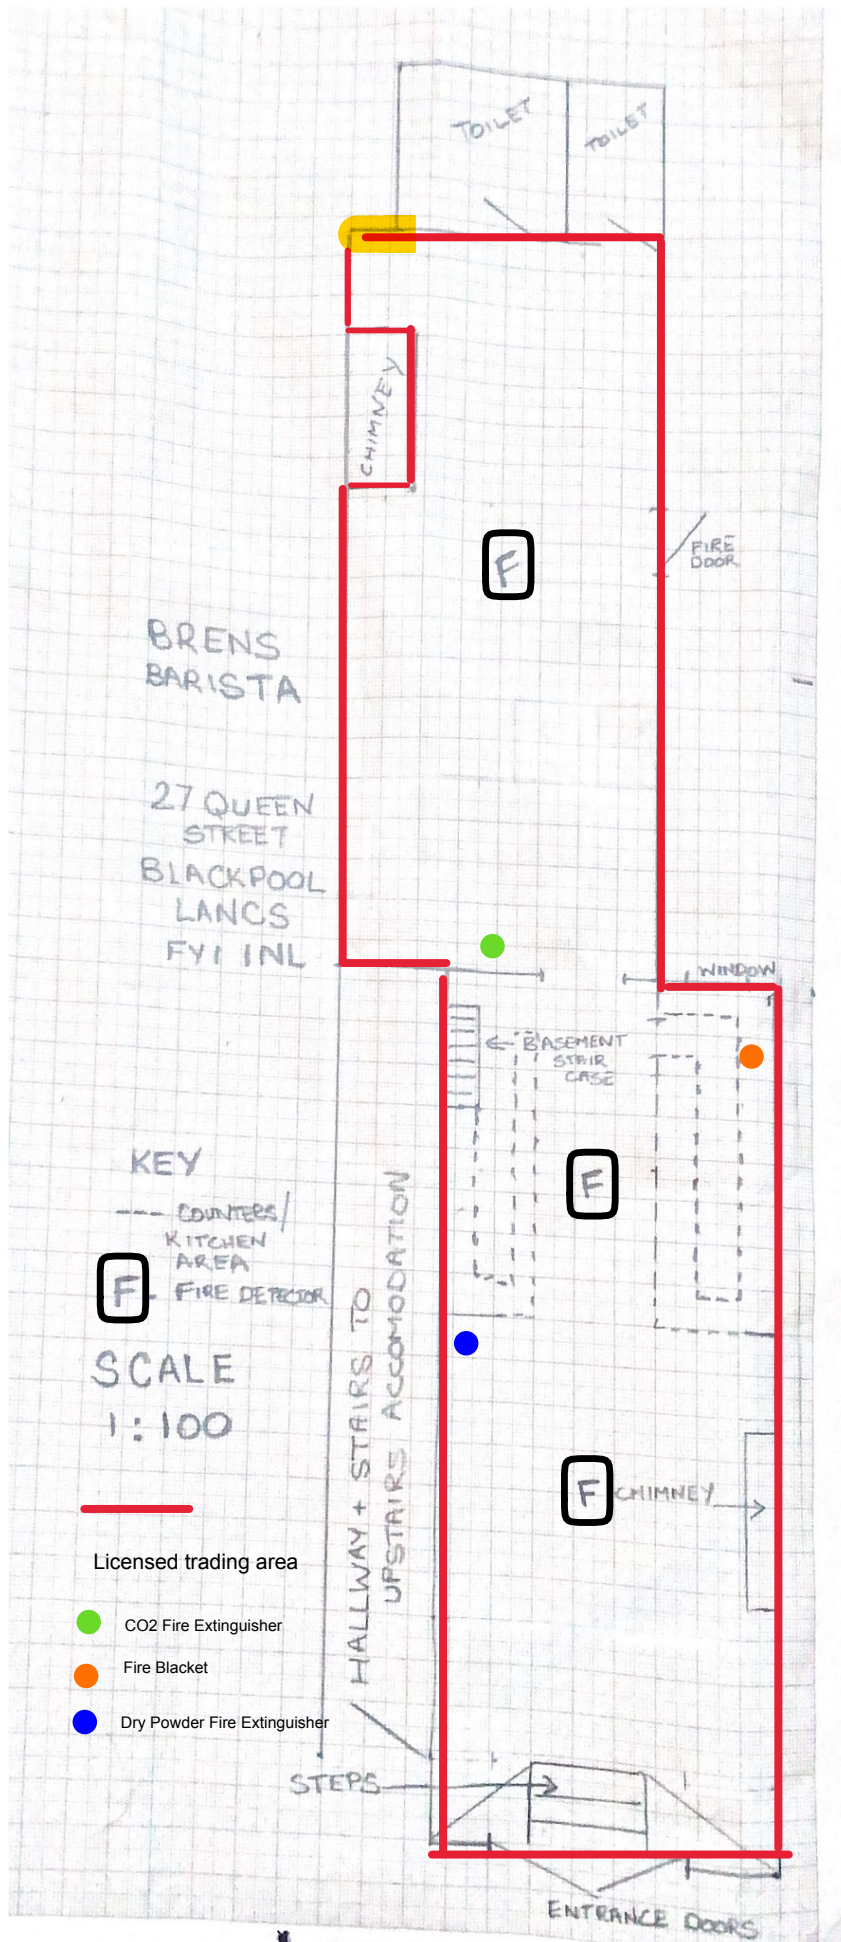 TOILET
TOILET
CHIMNEY
F
FIRE
DOOR
BRENS
BARISTA
27 QUEEN
STREET
BLACKPOOL
LANCS
FY1 1NL
WINDOW
← BASEMENT
STAIR
CASE
F
KEY
--- COUNTERS/
KITCHEN
AREA
F FIRE DETECTOR
SCALE
1:100
HALLWAY + STAIRS TO
UPSTAIRS ACCOMODATION
F
CHIMNEY
Licensed trading area
CO2 Fire Extinguisher
Fire Blacket
Dry Powder Fire Extinguisher
STEPS
ENTRANCE DOORS